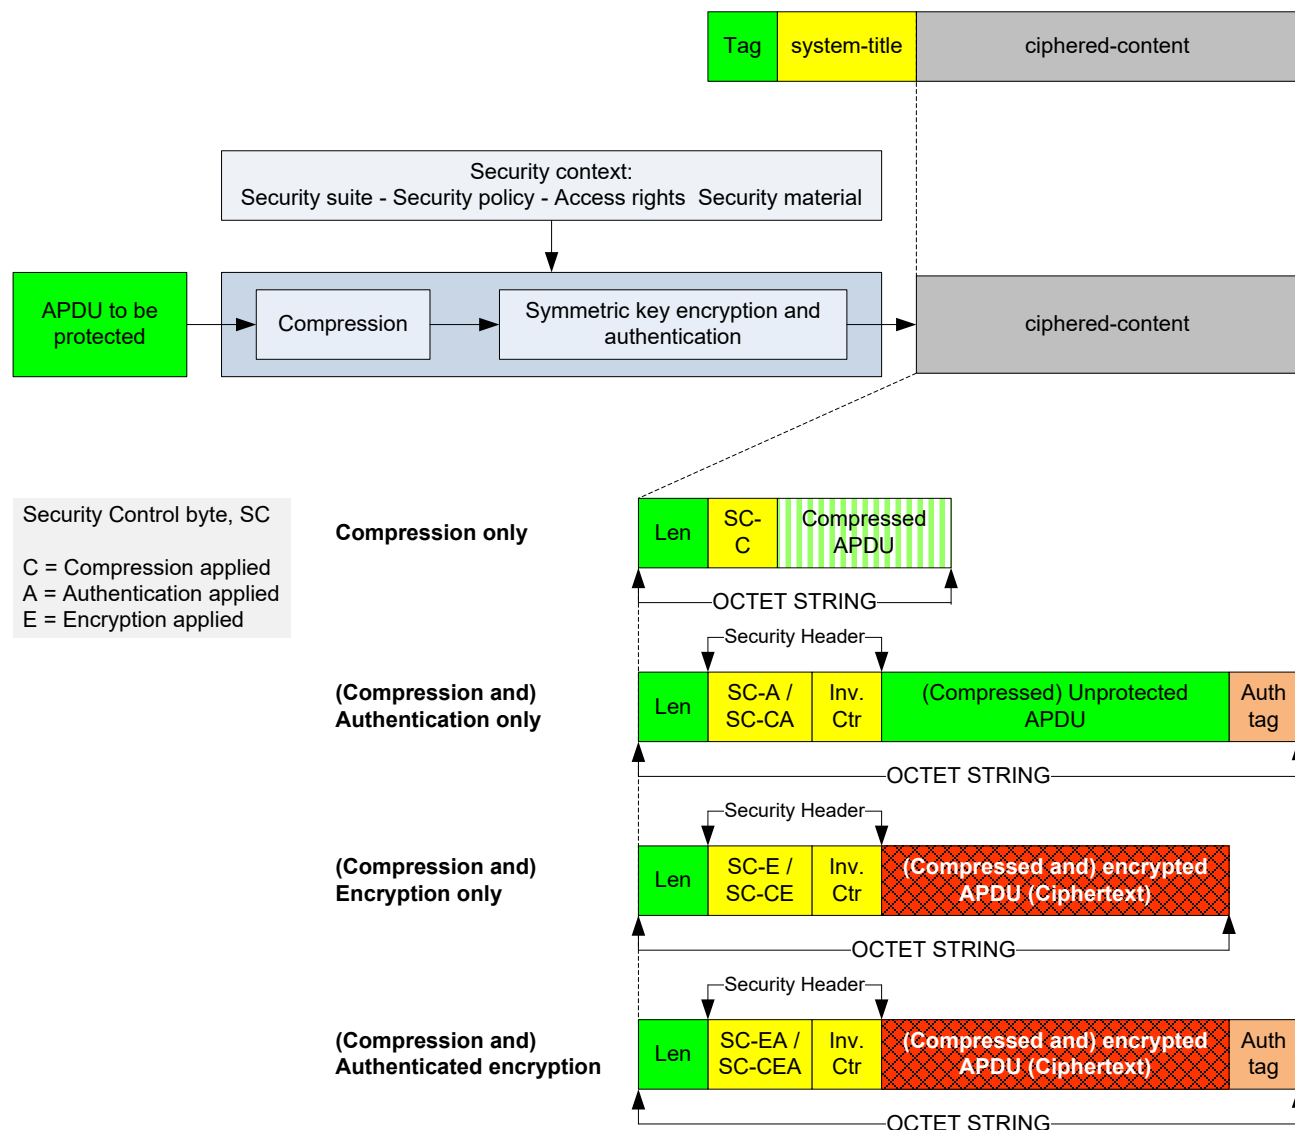 Tag
system-title
ciphered-content
Security context:
Security suite - Security policy - Access rights  Security material
APDU to be
protected
Compression
Symmetric key encryption and
authentication
ciphered-content
Security Control byte, SC
C = Compression applied
A = Authentication applied
E = Encryption applied
Compression only
Len
SC-
C
Compressed
APDU
OCTET STRING
Security Header
(Compression and)
Authentication only
Len
SC-A /
SC-CA
Inv.
Ctr
(Compressed) Unprotected
APDU
Auth
tag
OCTET STRING
Security Header
(Compression and)
Encryption only
Len
SC-E /
SC-CE
Inv.
Ctr
(Compressed and) encrypted
APDU (Ciphertext)
OCTET STRING
Security Header
(Compression and)
Authenticated encryption
Len
SC-EA /
SC-CEA
Inv.
Ctr
(Compressed and) encrypted
APDU (Ciphertext)
Auth
tag
OCTET STRING